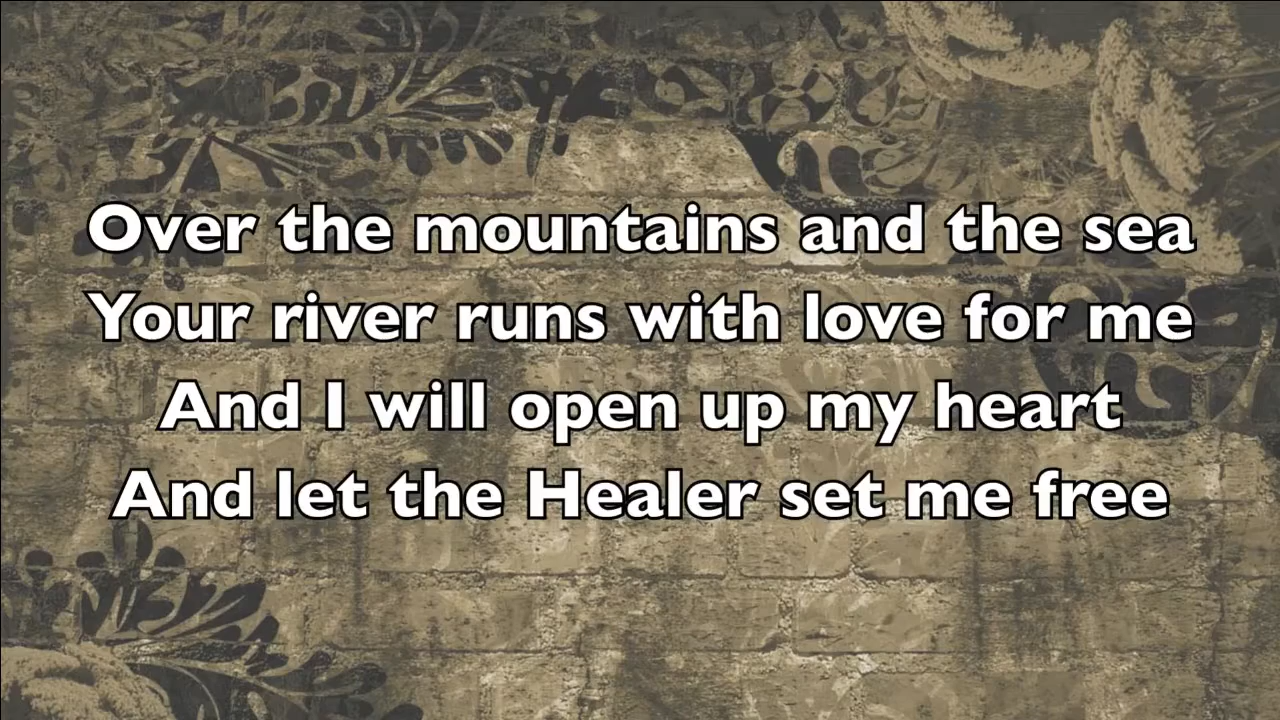 Over the mountains and the sea
Your river runs with love for me
And I will open up my heart
And let the Healer set me free